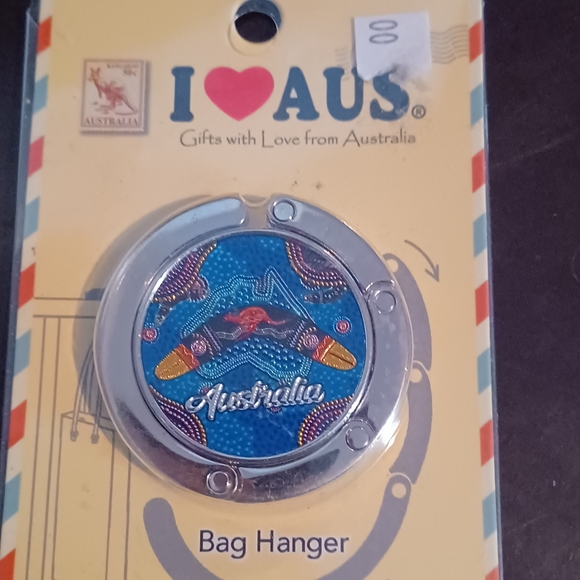 I ❤ AUS®
AUSTRALIA
Gifts with Love from Australia
Australia
Bag Hanger